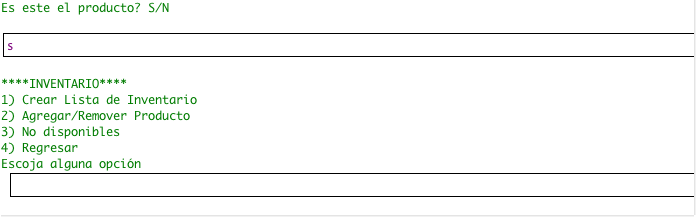 Es este el producto? S/N
s
****INVENTARIO****
1) Crear Lista de Inventario
2) Agregar/Remover Producto
3) No disponibles
4) Regresar
Escoja alguna opción